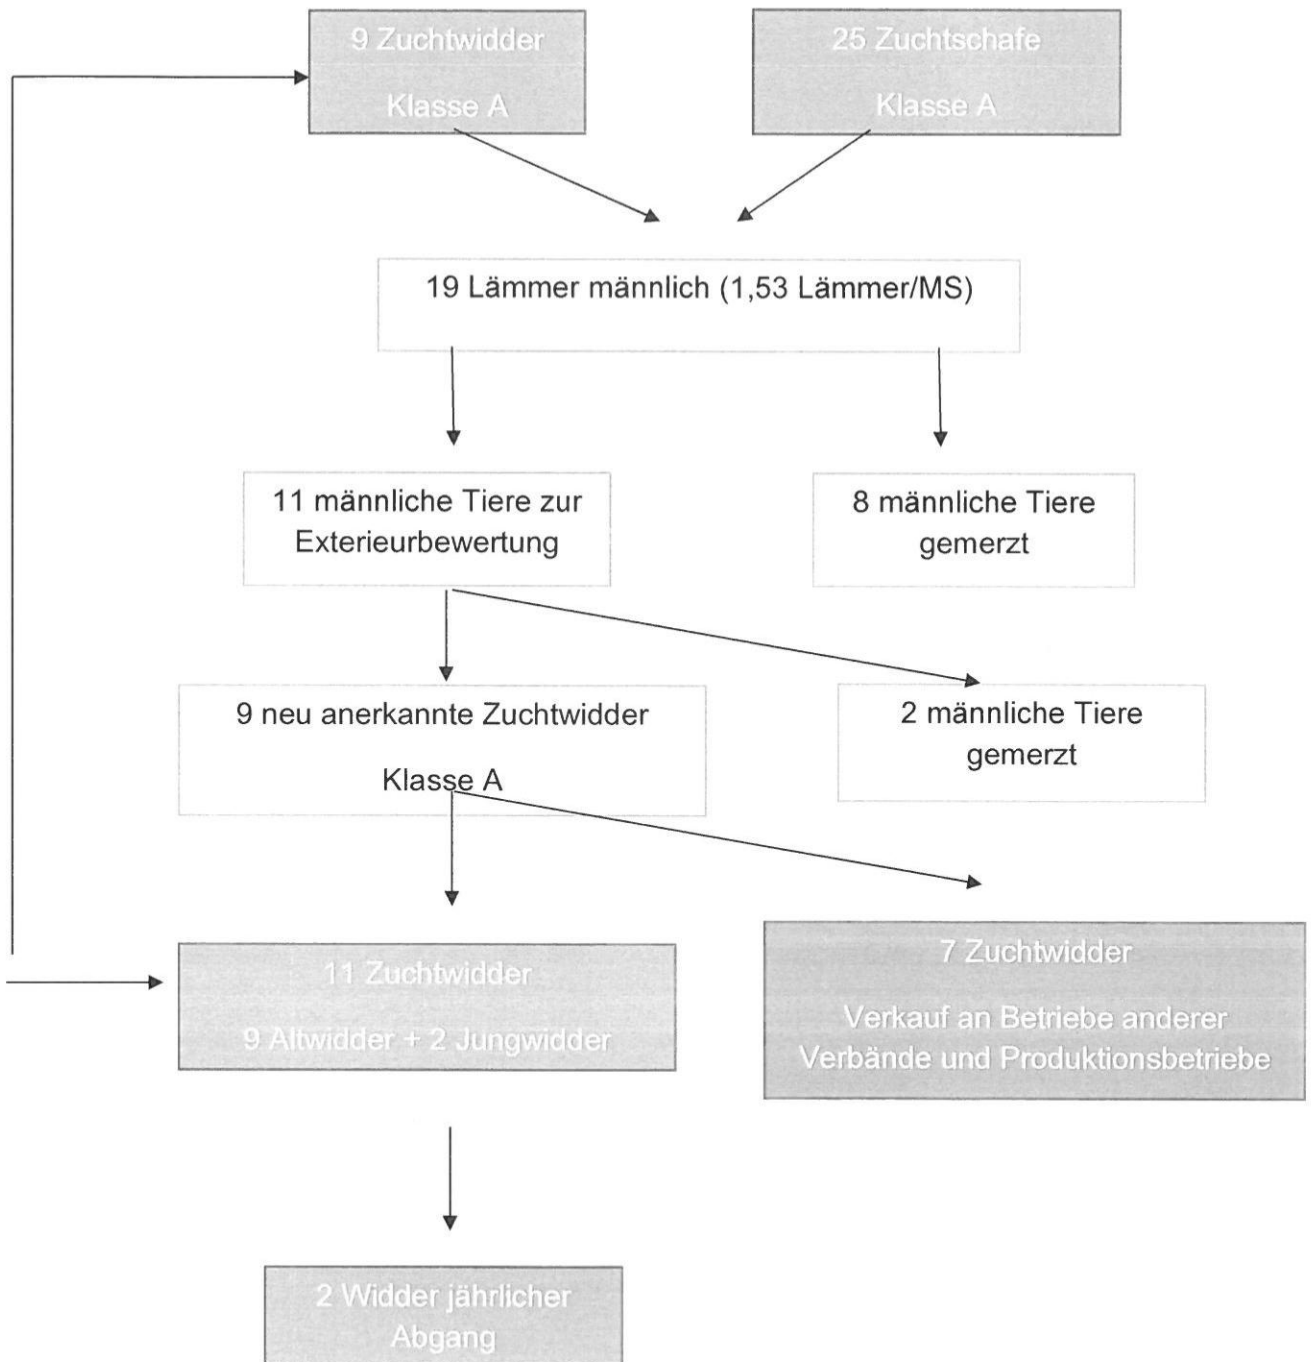 9 Zuchtwidder
Klasse A
25 Zuchtschafe
Klasse A
19 Lämmer männlich (1,53 Lämmer/MS)
11 männliche Tiere zur
Exterieurbewertung
8 männliche Tiere
gemerzt
9 neu anerkannte Zuchtwidder
Klasse A
2 männliche Tiere
gemerzt
11 Zuchtwidder
9 Altwidder + 2 Jungwidder
7 Zuchtwidder
Verkauf an Betriebe anderer
Verbände und Produktionsbetriebe
2 Widder jährlicher
Abgang